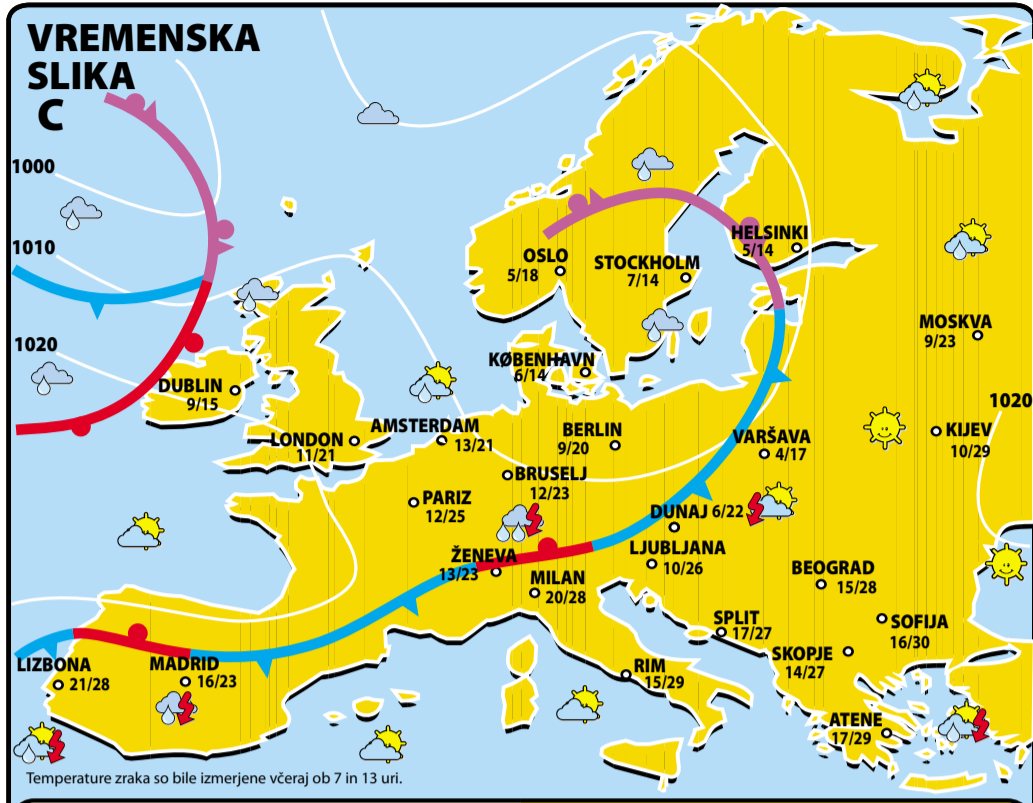 VREMENSKA
SLIKA
C
1000
1010
1020
HELSINKI
5/14
OSLO
5/18
STOCKHOLM
7/14
MOSKVA
9/23
KØBENHAVN
6/14
DUBLIN
9/15
1020
LONDON
11/21
AMSTERDAM
13/21
BERLIN
9/20
VARŠAVA
4/17
KIJEV
10/29
BRUSELJ
12/23
PARIZ
12/25
DUNAJ 6/22
ŽENEVA
13/23
LJUBLJANA
10/26
MILAN
20/28
BEOGRAD
15/28
SPLIT
17/27
SOFIJA
16/30
SKOPJE
14/27
LIZBONA
21/28
MADRID
16/23
RIM
15/29
ATENE
17/29
Temperature zraka so bile izmerjene včeraj ob 7 in 13 uri.